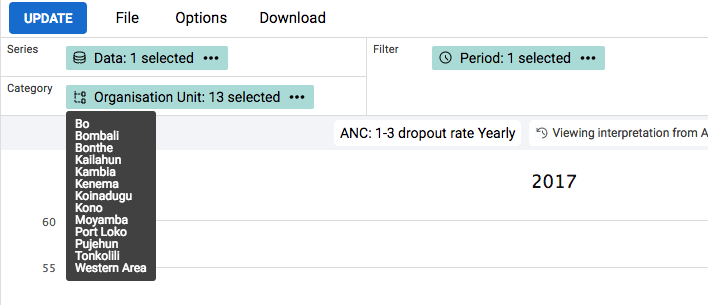 UPDATE File Options Download
Series
Data: 1 selected •••
Filter
Period: 1 selected •••
Category
Organisation Unit: 13 selected •••
Bo
Bombali
Bonthe
Kailahun
Kambia
Kenema
Koinadugu
Kono
Moyamba
Port Loko
Pujehun
Tonkolili
Western Area
ANC: 1-3 dropout rate Yearly
Viewing interpretation from A
2017
60
55